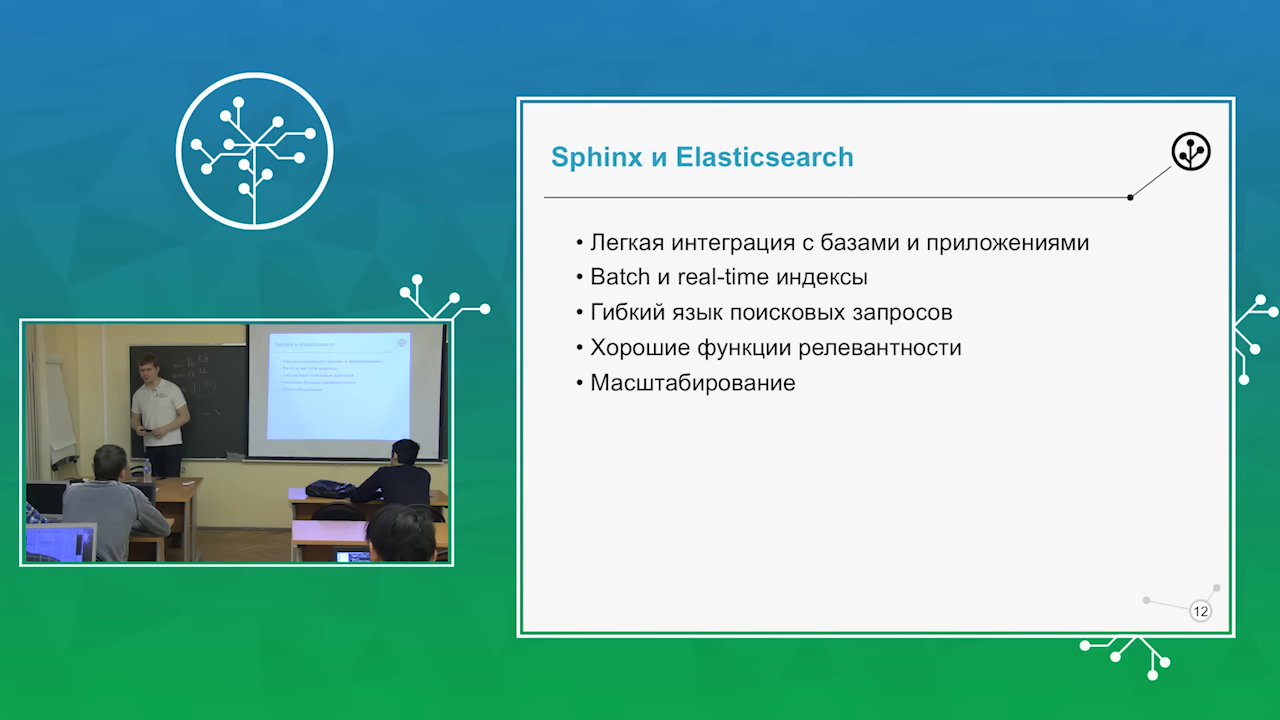 Sphinx и Elasticsearch
• Легкая интеграция с базами и приложениями
• Batch и real-time индексы
• Гибкий язык поисковых запросов
• Хорошие функции релевантности
• Масштабирование
12